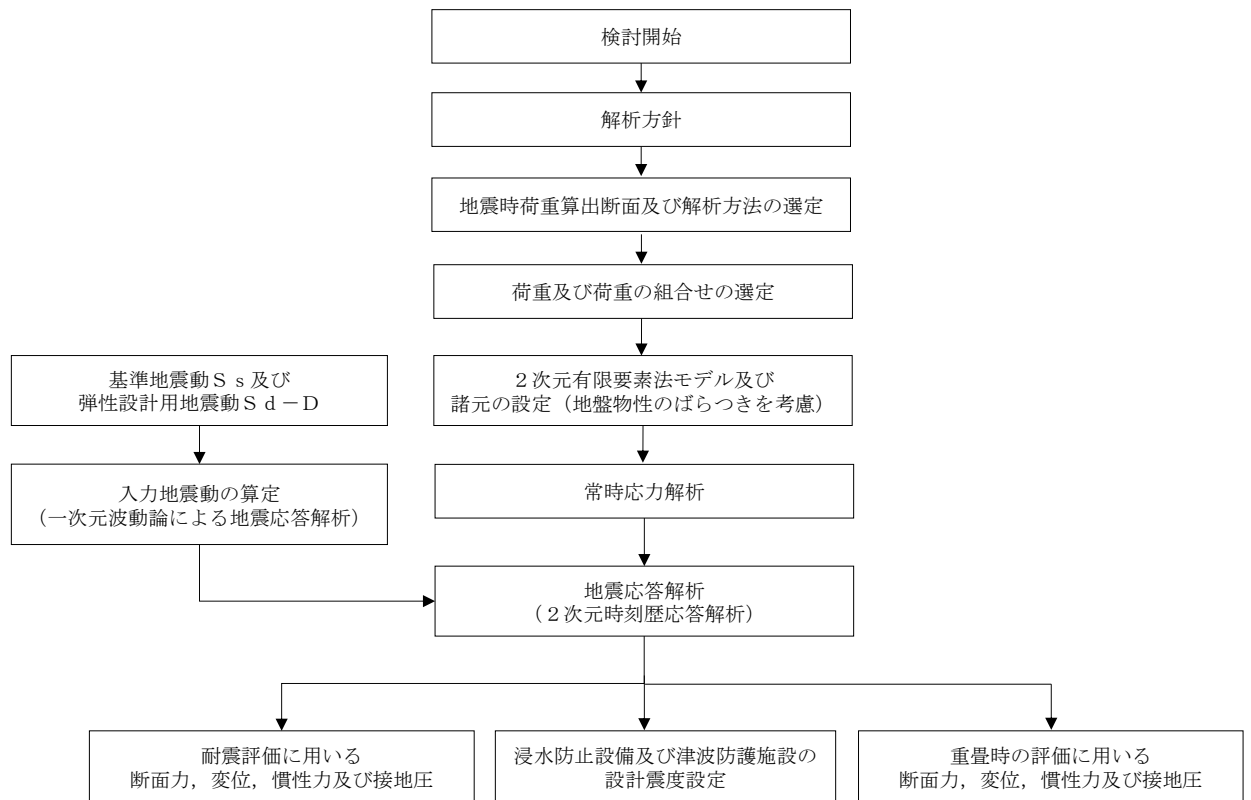 検討開始
解析方針
地震時荷重算出断面及び解析方法の選定
荷重及び荷重の組合せの選定
基準地震動Ｓｓ及び
弾性設計用地震動Ｓｄ－Ｄ
２次元有限要素法モデル及び
諸元の設定（地盤物性のばらつきを考慮）
入力地震動の算定
（一次元波動論による地震応答解析）
常時応力解析
地震応答解析
（２次元時刻歴応答解析）
耐震評価に用いる
断面力，変位，慣性力及び接地圧
浸水防止設備及び津波防護施設の
設計震度設定
重畳時の評価に用いる
断面力，変位，慣性力及び接地圧